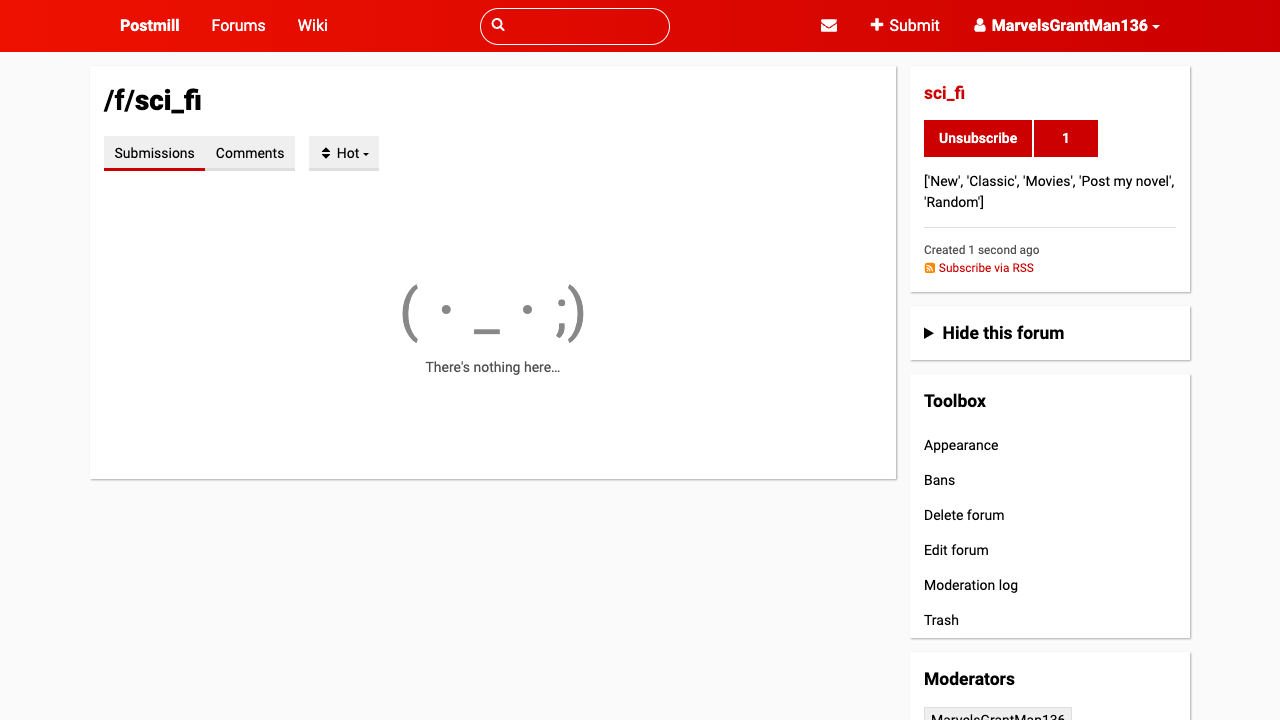 Postmill Forums Wiki Submit MarvelsGrantMan136
/f/sci_fi
Submissions Comments Hot
( · _ · ;)
There's nothing here…
sci_fi
Unsubscribe 1
['New', 'Classic', 'Movies', 'Post my novel',
'Random']
Created 1 second ago
Subscribe via RSS
Hide this forum
Toolbox
Appearance
Bans
Delete forum
Edit forum
Moderation log
Trash
Moderators
MarvelsGrantMan136